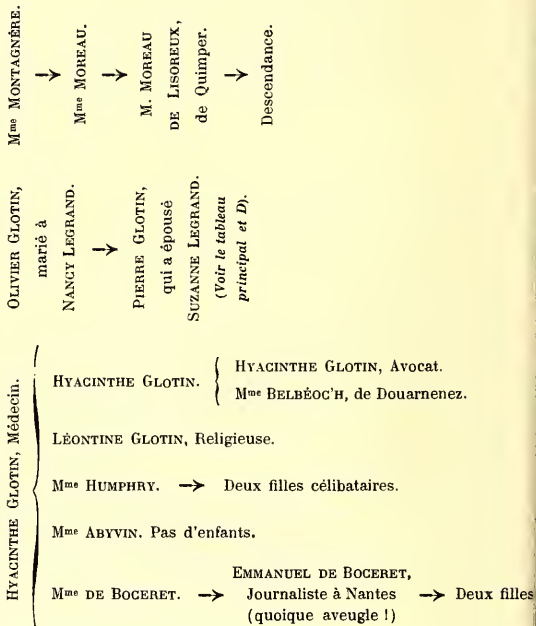 Mme MONTAGNÉRE.
→
Mme MOREAU.
→
M. MOREAU
DE LISOREUX,
de Quimper.
→
Descendance.
OLIVIER GLOTIN,
marié à
NANCY LEGRAND.
→
PIERRE GLOTIN,
qui a épousé
SUZANNE LEGRAND.
(Voir le tableau
principal et D).
HYACINTHE GLOTIN, Médecin.
HYACINTHE GLOTIN.
HYACINTHE GLOTIN, Avocat.
Mme BELBÉOC'H, de Douarnenez.
LÉONTINE GLOTIN, Religieuse.
Mme HUMPHRY. → Deux filles célibataires.
Mme ABYVIN. Pas d'enfants.
Mme DE BOCERET. →
EMMANUEL DE BOCERET,
Journaliste à Nantes
(quoique aveugle !)
→ Deux filles